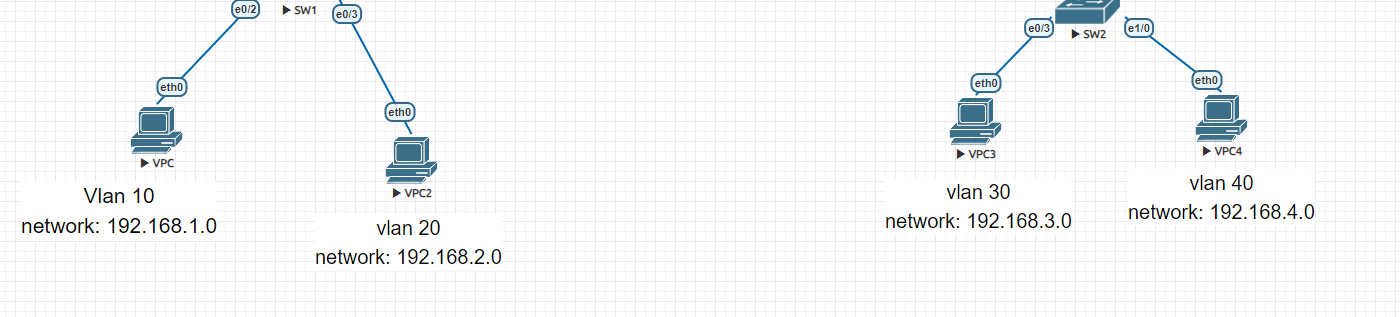 e0/2
SW1
e0/3
eth0
VPC
Vlan 10
network: 192.168.1.0
eth0
VPC2
vlan 20
network: 192.168.2.0
SW2
e0/3
e1/0
eth0
VPC3
vlan 30
network: 192.168.3.0
eth0
VPC4
vlan 40
network: 192.168.4.0